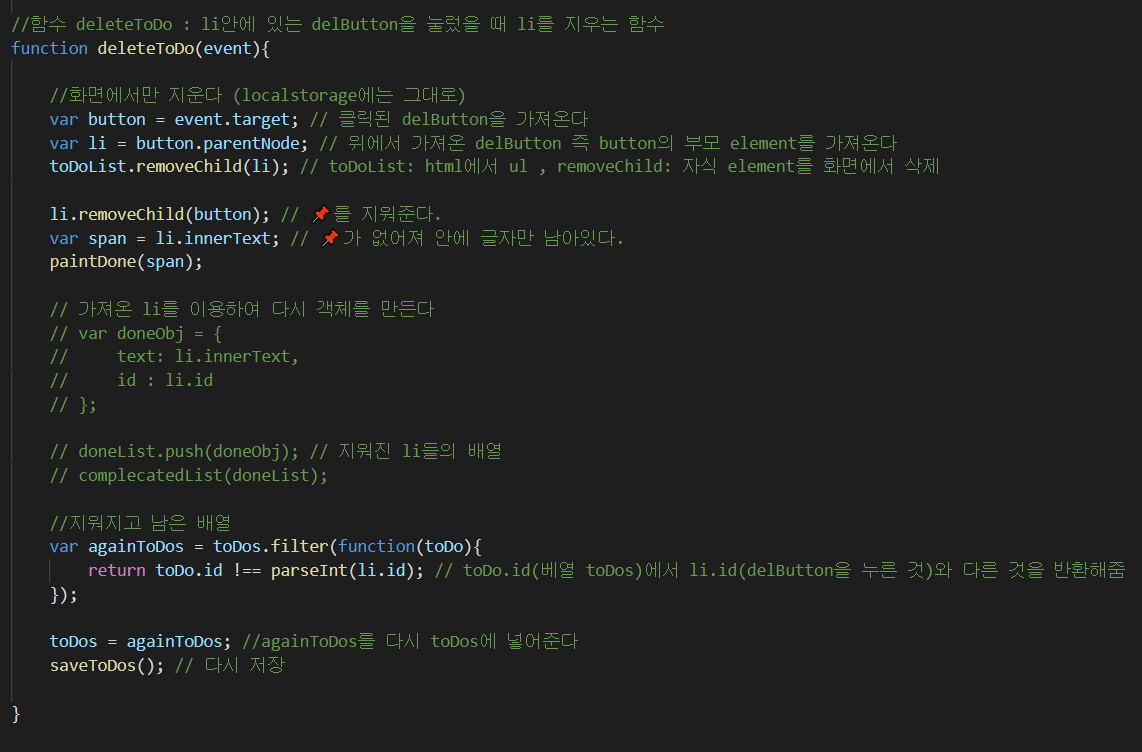 //함수 deleteToDo : li안에 있는 delButton을 눌렀을 때 li를 지우는 함수
function deleteToDo(event){
//화면에서만 지운다 (localstorage에는 그대로)
var button = event.target; // 클릭된 delButton을 가져온다
var li = button.parentNode; // 위에서 가져온 delButton 즉 button의 부모 element를 가져온다
toDoList.removeChild(li); // toDoList: html에서 ul , removeChild: 자식 element를 화면에서 삭제
li.removeChild(button); // 📌를 지워준다.
var span = li.innerText; // 📌가 없어져 안에 글자만 남아있다.
paintDone(span);
// 가져온 li를 이용하여 다시 객체를 만든다
// var doneObj = {
//     text: li.innerText,
//     id : li.id
// };
// doneList.push(doneObj); // 지워진 li들의 배열
// complecatedList(doneList);
//지워지고 남은 배열
var againToDos = toDos.filter(function(toDo){
return toDo.id !== parseInt(li.id); // toDo.id(베열 toDos)에서 li.id(delButton을 누른 것)와 다른 것을 반환해줌
});
toDos = againToDos; //againToDos를 다시 toDos에 넣어준다
saveToDos(); // 다시 저장
}